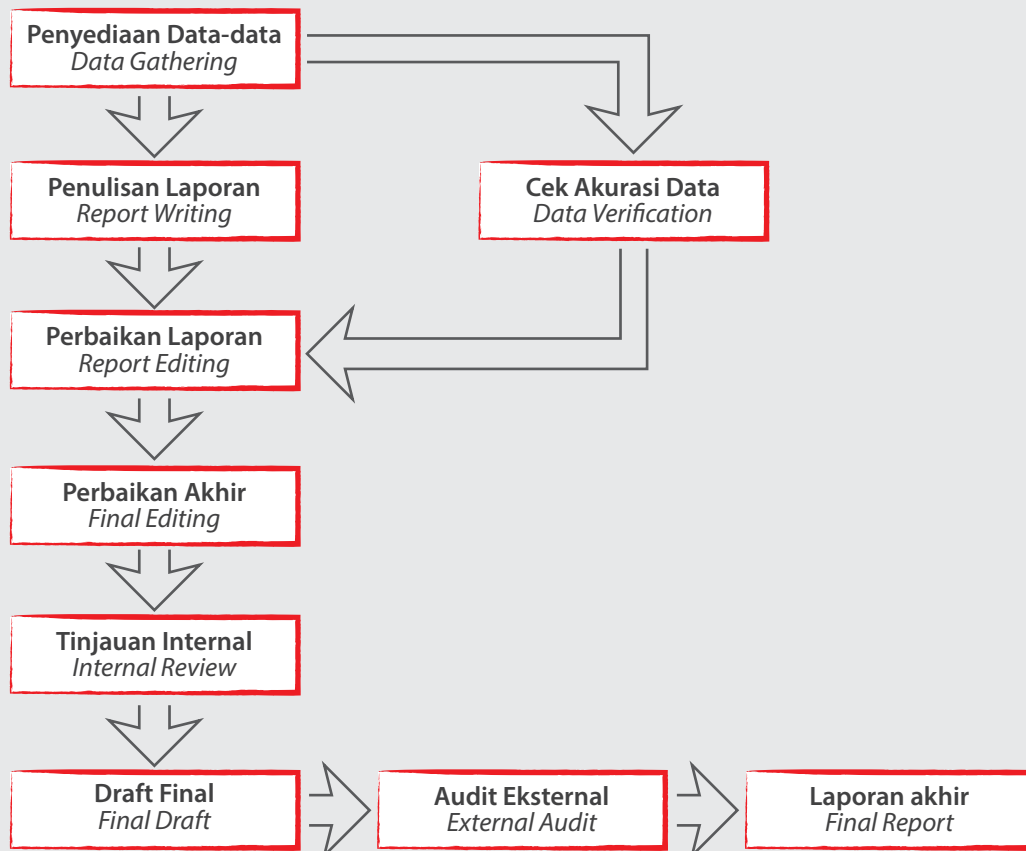 Penyediaan Data-data
Data Gathering
Penulisan Laporan
Report Writing
Cek Akurasi Data
Data Verification
Perbaikan Laporan
Report Editing
Perbaikan Akhir
Final Editing
Tinjauan Internal
Internal Review
Draft Final
Final Draft
Audit Eksternal
External Audit
Laporan akhir
Final Report